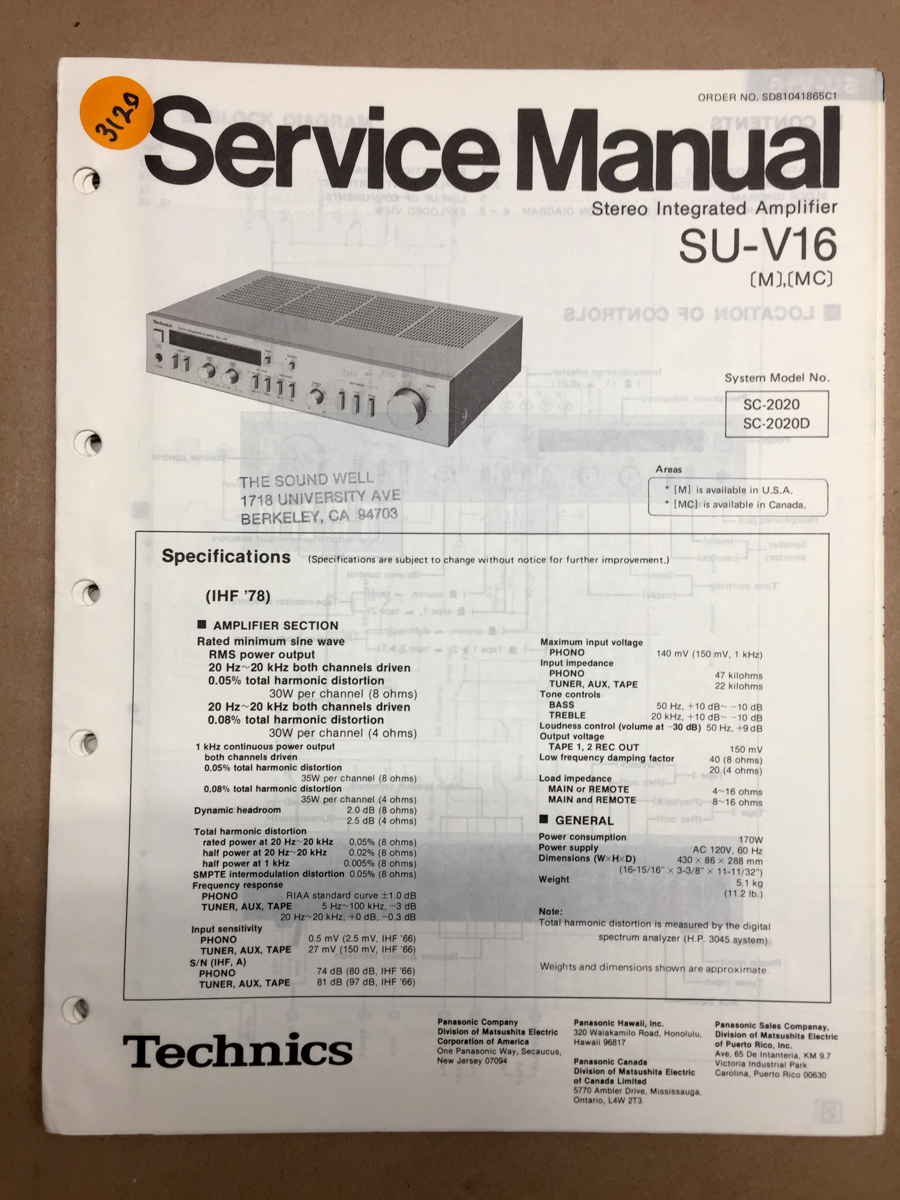 3120
ORDER NO. SD81041865C1
Service Manual
Stereo Integrated Amplifier
SU-V16
[M],[MC]
Technics
System Model No.
SC-2020
SC-2020D
THE SOUND WELL
1718 UNIVERSITY AVE
BERKELEY, CA 94703
Areas
* [M] is available in U.S.A.
* [MC] is available in Canada.
Specifications (Specifications are subject to change without notice for further improvement.)
(IHF '78)
■ AMPLIFIER SECTION
Rated minimum sine wave
RMS power output
20 Hz~20 kHz both channels driven
0.05% total harmonic distortion
30W per channel (8 ohms)
20 Hz~20 kHz both channels driven
0.08% total harmonic distortion
30W per channel (4 ohms)
1 kHz continuous power output
both channels driven
0.05% total harmonic distortion
35W per channel (8 ohms)
0.08% total harmonic distortion
35W per channel (4 ohms)
Dynamic headroom 2.0 dB (8 ohms)
2.5 dB (4 ohms)
Total harmonic distortion
rated power at 20 Hz~20 kHz 0.05% (8 ohms)
half power at 20 Hz~20 kHz 0.02% (8 ohms)
half power at 1 kHz 0.005% (8 ohms)
SMPTE intermodulation distortion 0.05% (8 ohms)
Frequency response
PHONO RIAA standard curve ±1.0 dB
TUNER, AUX, TAPE 5 Hz~100 kHz, −3 dB
20 Hz~20 kHz, +0 dB, −0.3 dB
Input sensitivity
PHONO 0.5 mV (2.5 mV, IHF '66)
TUNER, AUX, TAPE 27 mV (150 mV, IHF '66)
S/N (IHF, A)
PHONO 74 dB (80 dB, IHF '66)
TUNER, AUX, TAPE 81 dB (97 dB, IHF '66)
Maximum input voltage
PHONO 140 mV (150 mV, 1 kHz)
Input impedance
PHONO 47 kilohms
TUNER, AUX, TAPE 22 kilohms
Tone controls
BASS 50 Hz, +10 dB~ −10 dB
TREBLE 20 kHz, +10 dB~ −10 dB
Loudness control (volume at −30 dB) 50 Hz, +9 dB
Output voltage
TAPE 1, 2 REC OUT 150 mV
Low frequency damping factor 40 (8 ohms)
20 (4 ohms)
Load impedance
MAIN or REMOTE 4~16 ohms
MAIN and REMOTE 8~16 ohms
■ GENERAL
Power consumption 170W
Power supply AC 120V, 60 Hz
Dimensions (W×H×D) 430 × 86 × 288 mm
(16-15/16" × 3-3/8" × 11-11/32")
Weight 5.1 kg
(11.2 lb.)
Note:
Total harmonic distortion is measured by the digital
spectrum analyzer (H.P. 3045 system).
Weights and dimensions shown are approximate.
Technics
Panasonic Company
Division of Matsushita Electric
Corporation of America
One Panasonic Way, Secaucus,
New Jersey 07094
Panasonic Hawaii, Inc.
320 Waiakamilo Road, Honolulu,
Hawaii 96817
Panasonic Canada
Division of Matsushita Electric
of Canada Limited
5770 Ambler Drive, Mississauga,
Ontario, L4W 2T3
Panasonic Sales Companay,
Division of Matsushita Electric
of Puerto Rico, Inc.
Ave, 65 De Intanteria, KM 9.7
Victoria Industrial Park
Carolina, Puerto Rico 00630